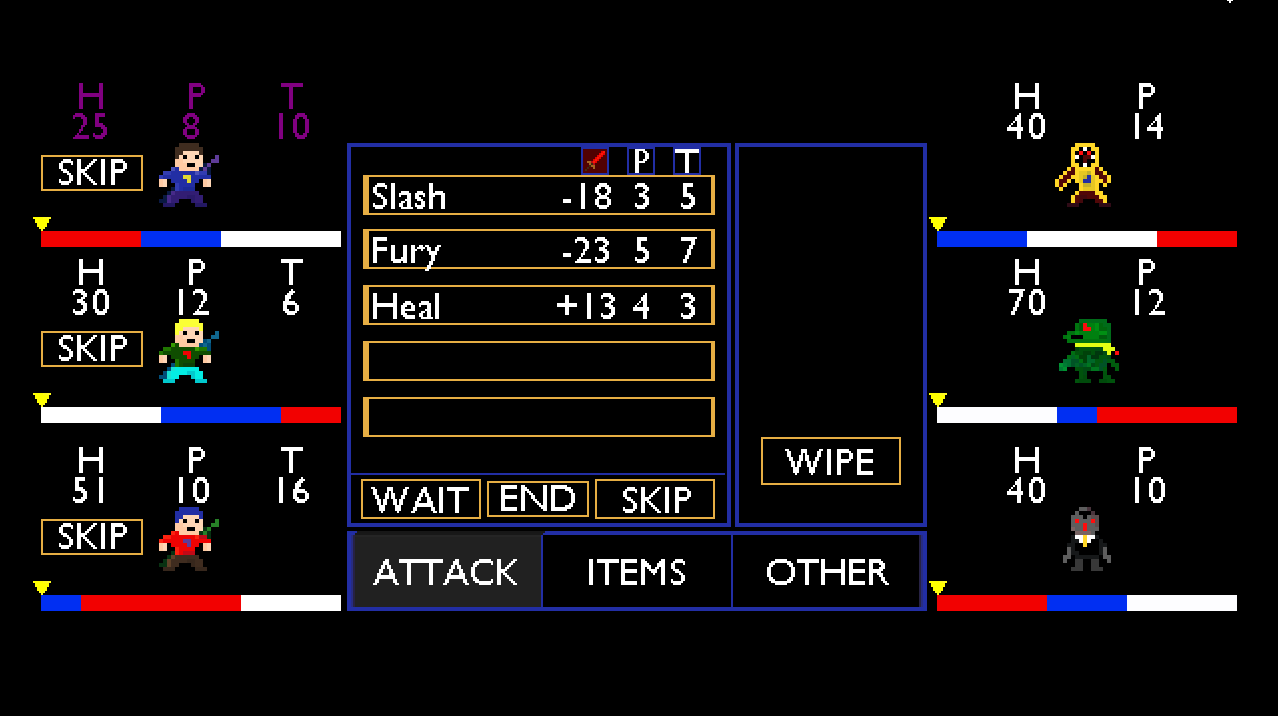 H P T
25 8 10
SKIP
H P T
30 12 6
SKIP
H P T
51 10 16
SKIP
P T
Slash -18 3 5
Fury -23 5 7
Heal +13 4 3
WAIT END SKIP
WIPE
ATTACK ITEMS OTHER
H P
40 14
H P
70 12
H P
40 10